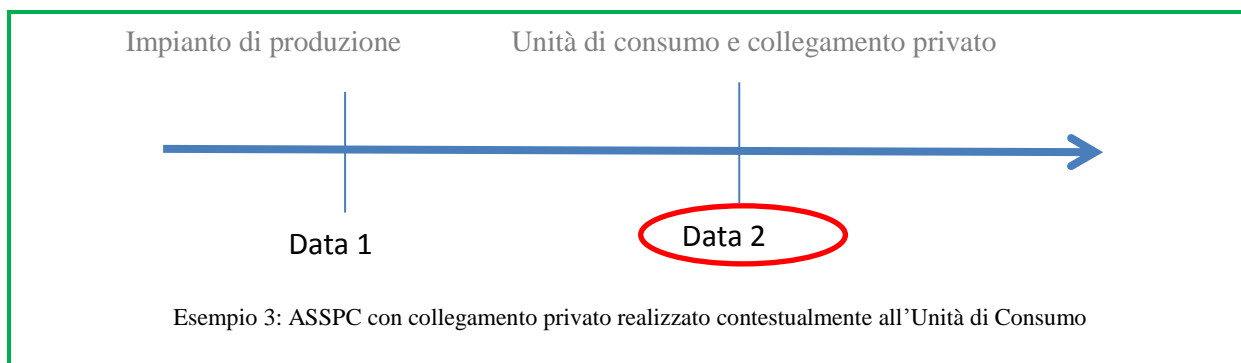 Impianto di produzione Unità di consumo e collegamento privato
Data 1 Data 2
Esempio 3: ASSPC con collegamento privato realizzato contestualmente all’Unità di Consumo